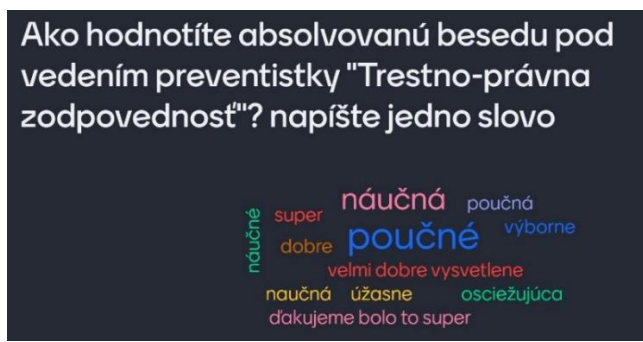 Ako hodnotíte absolvovanú besedu pod
vedením preventistky "Trestno-právna
zodpovednosť"? napíšte jedno slovo
náučná
poučná
super
náučné
výborne
dobre
poučné
velmi dobre vysvetlene
naučná
úžasne
osciežujúca
ďakujeme bolo to super